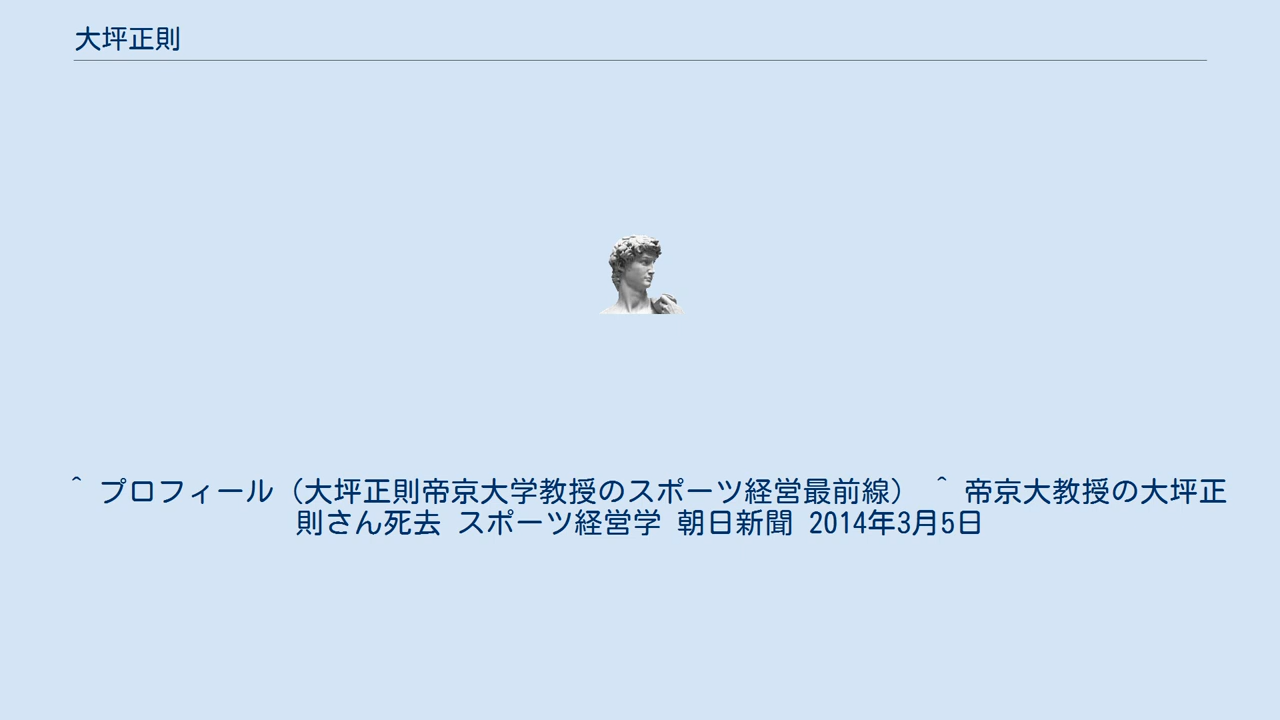 大坪正則
^ プロフィール（大坪正則帝京大学教授のスポーツ経営最前線） ^ 帝京大教授の大坪正
則さん死去 スポーツ経営学 朝日新聞 2014年3月5日